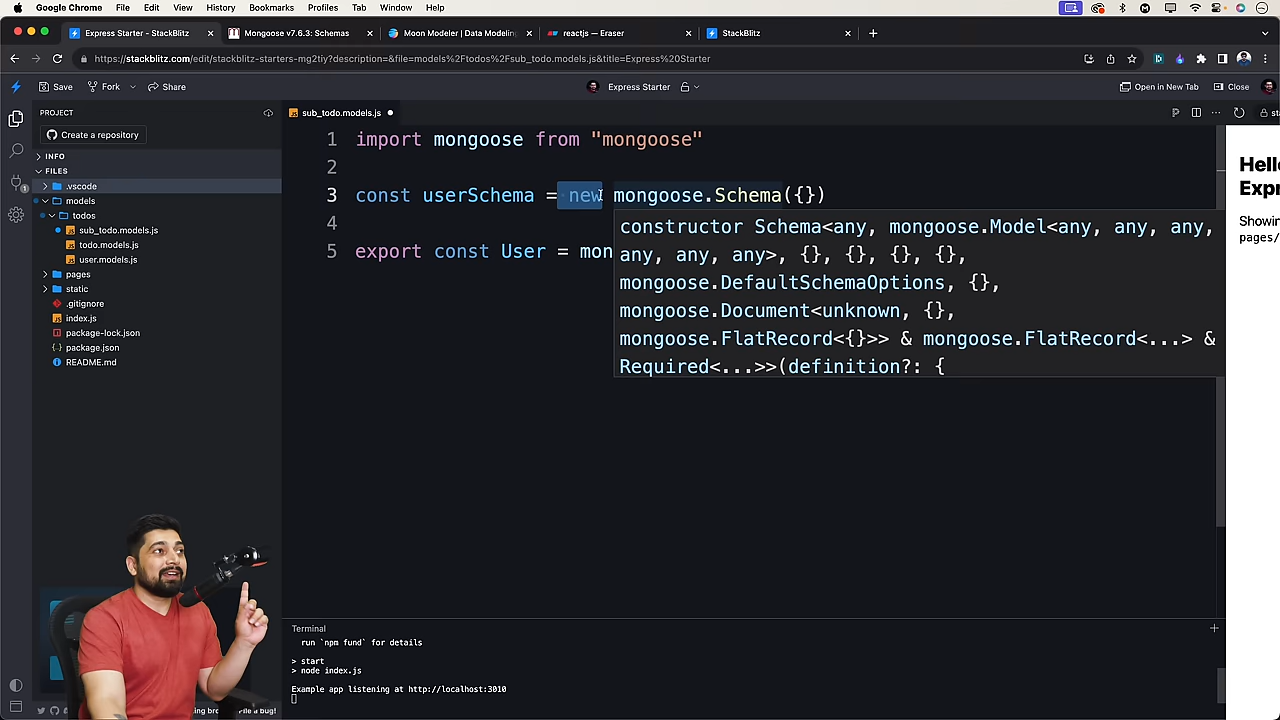 Google Chrome File Edit View History Bookmarks Profiles Tab Window Help
Express Starter - StackBlitz
Mongoose v7.6.3: Schemas
Moon Modeler | Data Modeling
reactjs — Eraser
StackBlitz
https://stackblitz.com/edit/stackblitz-starters-mg2tiy?description=&file=models%2Ftodos%2Fsub_todo.models.js&title=Express%20Starter
Save Fork Share Express Starter Open in New Tab Close
PROJECT
Create a repository
INFO
FILES
.vscode
models
todos
sub_todo.models.js
todo.models.js
user.models.js
pages
static
.gitignore
index.js
package-lock.json
package.json
README.md
sub_todo.models.js
1 import mongoose from "mongoose"
2
3 const userSchema = new mongoose.Schema({})
4
5 export const User = mon
constructor Schema<any, mongoose.Model<any, any, any,
any, any, any>, {}, {}, {}, {},
mongoose.DefaultSchemaOptions, {},
mongoose.Document<unknown, {},
mongoose.FlatRecord<{}>> & mongoose.FlatRecord<...> &
Required<...>>(definition?: {
Terminal
run `npm fund` for details
> start
> node index.js
Example app listening at http://localhost:3010
Hello
Expr
Showing
pages/
file a bug!